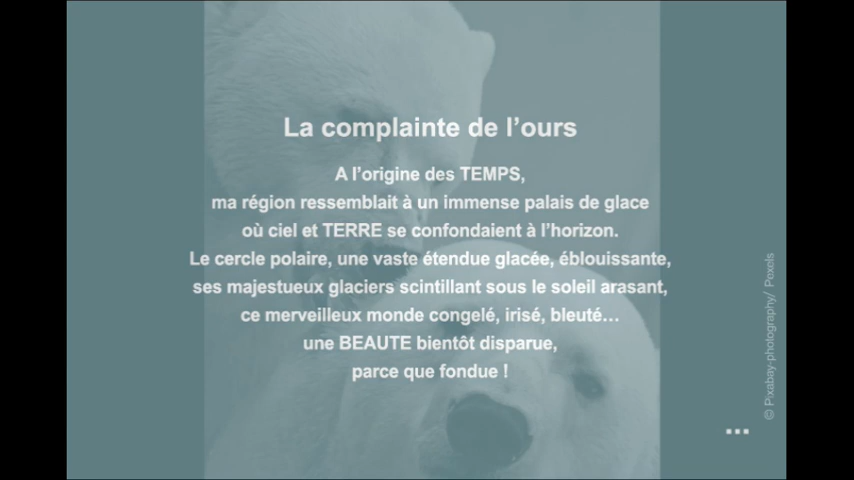 La complainte de l’ours
A l’origine des TEMPS,
ma région ressemblait à un immense palais de glace
où ciel et TERRE se confondaient à l’horizon.
Le cercle polaire, une vaste étendue glacée, éblouissante,
ses majestueux glaciers scintillant sous le soleil arasant,
ce merveilleux monde congelé, irisé, bleuté…
une BEAUTE bientôt disparue,
parce que fondue !
...
© Pixabay-photography/ Pexels